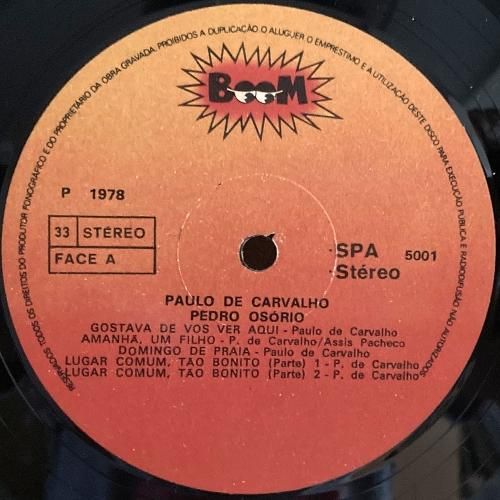 RESERVADOS TODOS OS DIREITOS DO PRODUTOR FONOGRÁFICO E DO PROPRIETÁRIO DA OBRA GRAVADA. PROIBIDOS A DUPLICAÇÃO O ALUGUER O EMPRÉSTIMO E A UTILIZAÇÃO DESTE DISCO PARA EXECUÇÃO PUBLICA E RADIODIFUSÃO NÃO AUTORIZADOS
BOOM
P 1978
33 STÉREO
FACE A
SPA 5001
Stéreo
PAULO DE CARVALHO
PEDRO OSÓRIO
GOSTAVA DE VOS VER AQUI - Paulo de Carvalho
AMANHÃ, UM FILHO - P. de Carvalho/Assis Pacheco
DOMINGO DE PRAIA - Paulo de Carvalho
LUGAR COMUM, TAO BONITO (Parte) 1 - P. de Carvalho
LUGAR COMUM, TAO BONITO (Parte) 2 - P. de Carvalho